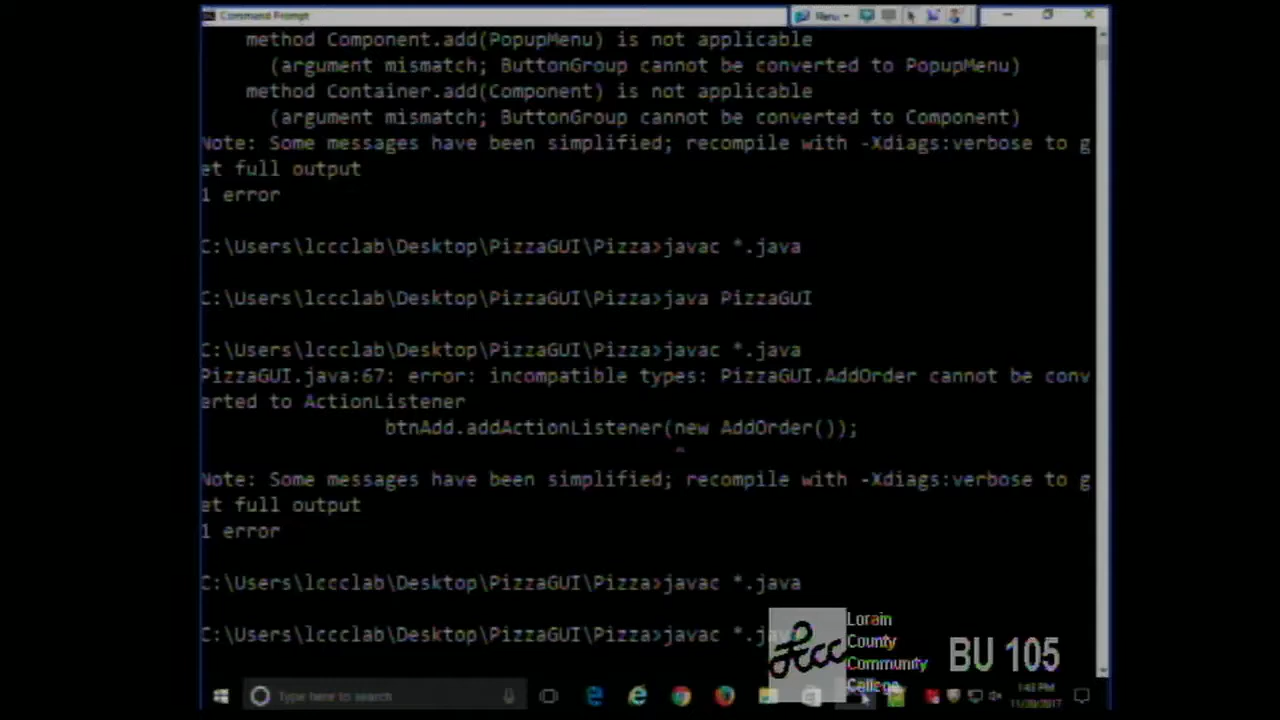 Command Prompt
Menu
method Component.add(PopupMenu) is not applicable
(argument mismatch; ButtonGroup cannot be converted to PopupMenu)
method Container.add(Component) is not applicable
(argument mismatch; ButtonGroup cannot be converted to Component)
Note: Some messages have been simplified; recompile with -Xdiags:verbose to g
et full output
1 error
C:\Users\lccclab\Desktop\PizzaGUI\Pizza>javac *.java
C:\Users\lccclab\Desktop\PizzaGUI\Pizza>java PizzaGUI
C:\Users\lccclab\Desktop\PizzaGUI\Pizza>javac *.java
PizzaGUI.java:67: error: incompatible types: PizzaGUI.AddOrder cannot be conv
erted to ActionListener
btnAdd.addActionListener(new AddOrder());
^
Note: Some messages have been simplified; recompile with -Xdiags:verbose to g
et full output
1 error
C:\Users\lccclab\Desktop\PizzaGUI\Pizza>javac *.java
C:\Users\lccclab\Desktop\PizzaGUI\Pizza>javac *.java
lccc
Lorain
County
Community
College
BU 105
Type here to search
1:43 PM